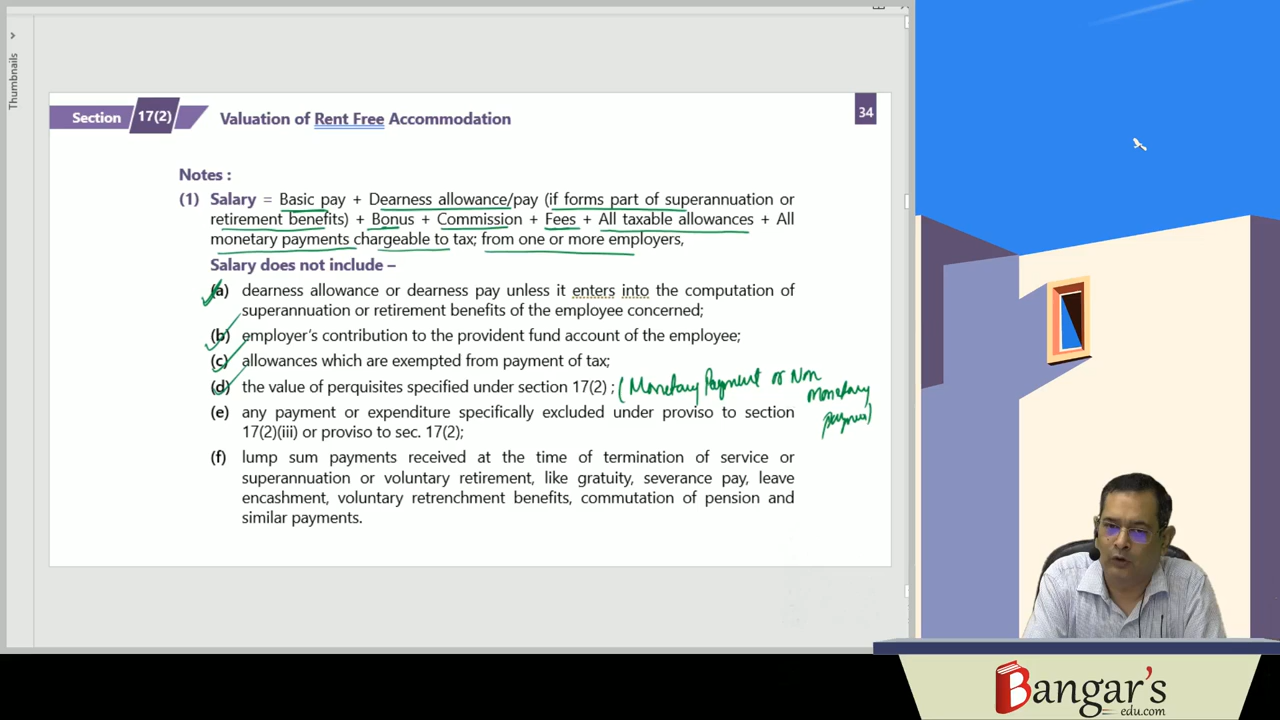 Thumbnails
Section 17(2) Valuation of Rent Free Accommodation 34
Notes :
(1) Salary = Basic pay + Dearness allowance/pay (if forms part of superannuation or
retirement benefits) + Bonus + Commission + Fees + All taxable allowances + All
monetary payments chargeable to tax; from one or more employers,
Salary does not include –
(a) dearness allowance or dearness pay unless it enters into the computation of
superannuation or retirement benefits of the employee concerned;
(b) employer's contribution to the provident fund account of the employee;
(c) allowances which are exempted from payment of tax;
(d) the value of perquisites specified under section 17(2) ; (Monetary Payment or Non
monetary
(e) any payment or expenditure specifically excluded under proviso to section
17(2)(iii) or proviso to sec. 17(2);
(f) lump sum payments received at the time of termination of service or
superannuation or voluntary retirement, like gratuity, severance pay, leave
encashment, voluntary retrenchment benefits, commutation of pension and
similar payments.
Bangar's
edu.com